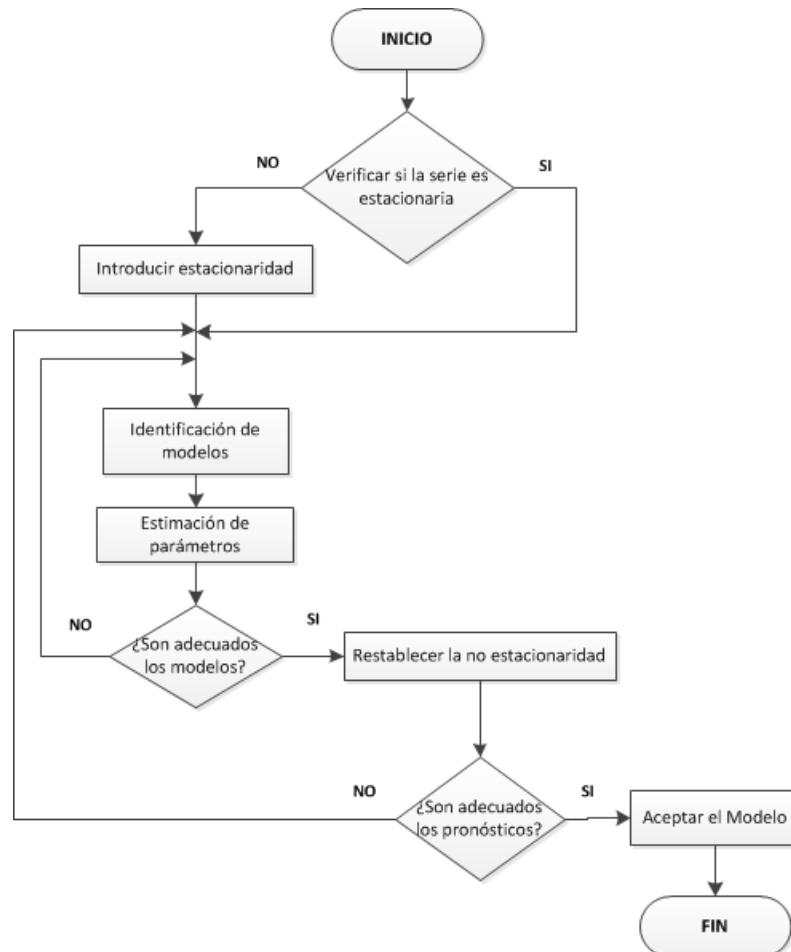 INICIO
NO
Verificar si la serie es
estacionaria
SI
Introducir estacionaridad
Identificación de
modelos
Estimación de
parámetros
NO
¿Son adecuados
los modelos?
SI
Restablecer la no estacionaridad
NO
¿Son adecuados
los pronósticos?
SI
Aceptar el Modelo
FIN